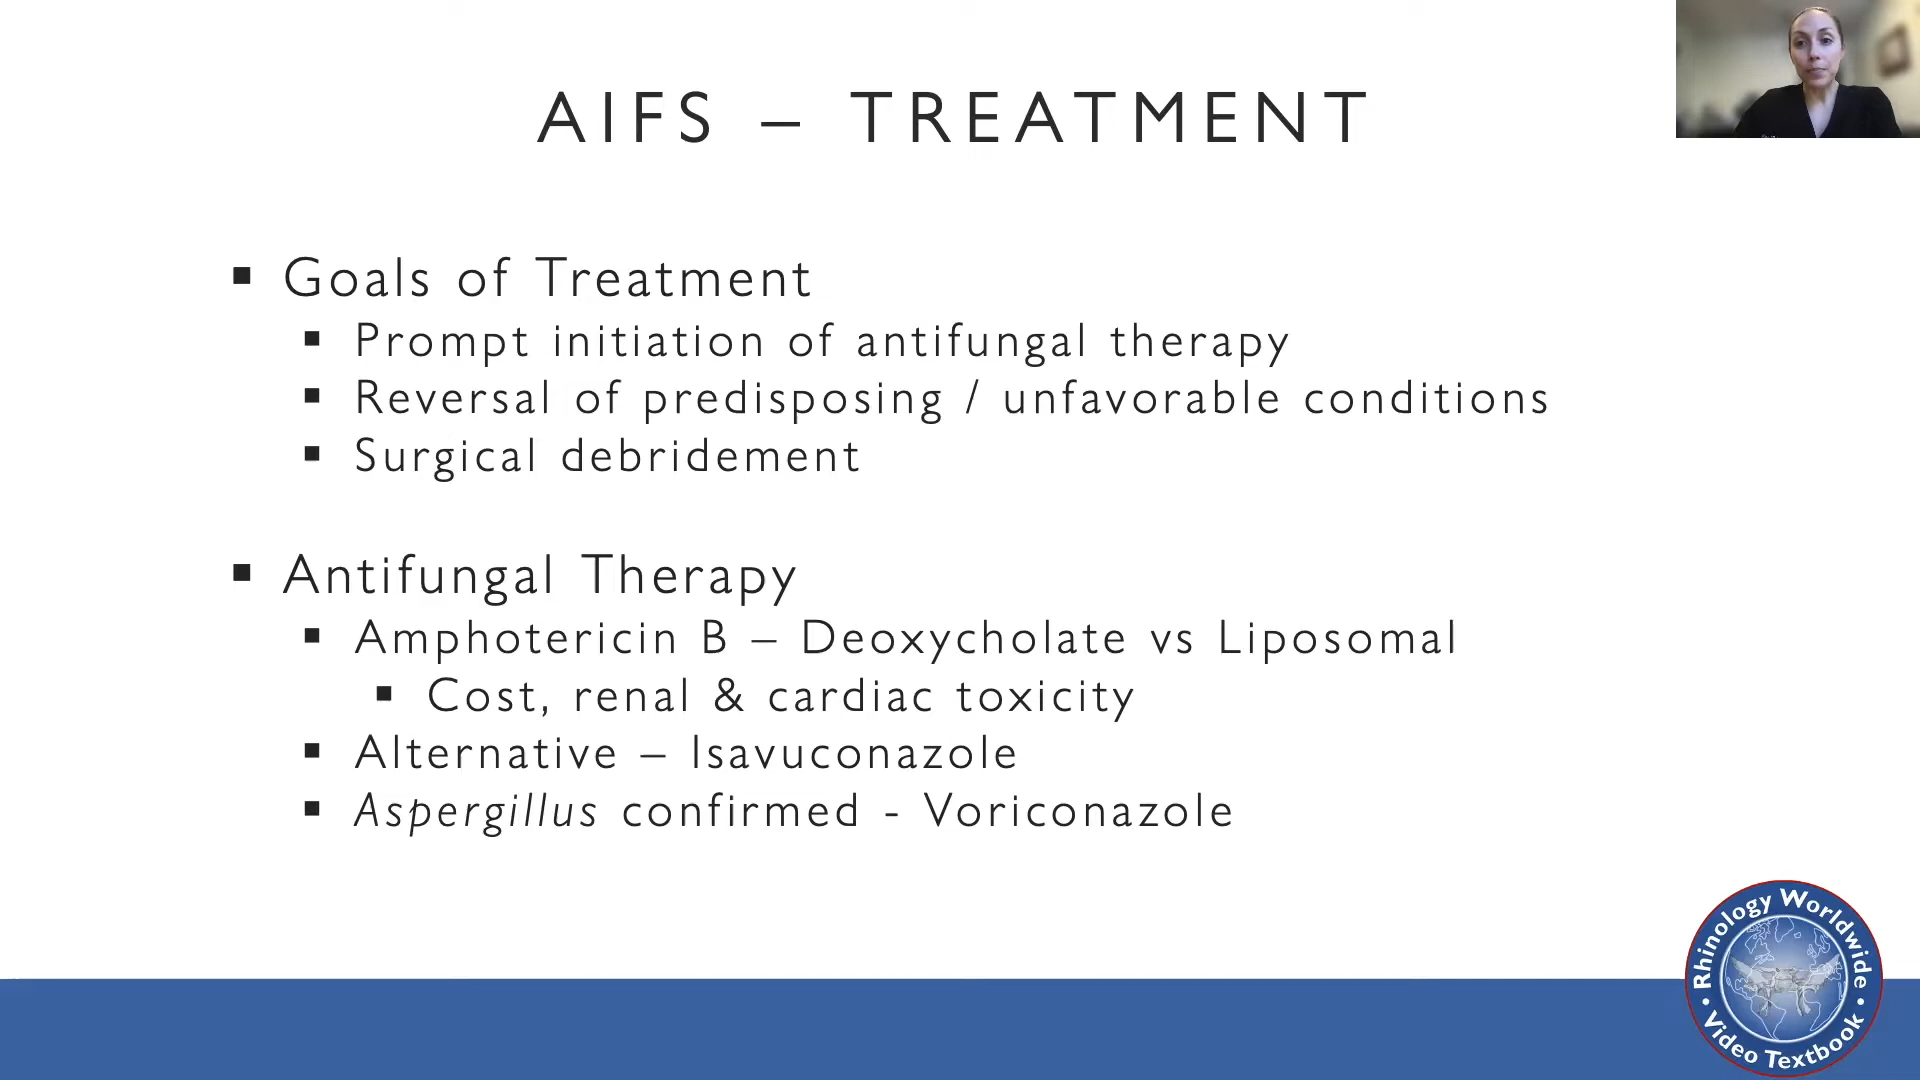 AIFS – TREATMENT
▪ Goals of Treatment
▪ Prompt initiation of antifungal therapy
▪ Reversal of predisposing / unfavorable conditions
▪ Surgical debridement
▪ Antifungal Therapy
▪ Amphotericin B – Deoxycholate vs Liposomal
▪ Cost, renal & cardiac toxicity
▪ Alternative – Isavuconazole
▪ Aspergillus confirmed - Voriconazole
Rhinology Worldwide
• Video Textbook •